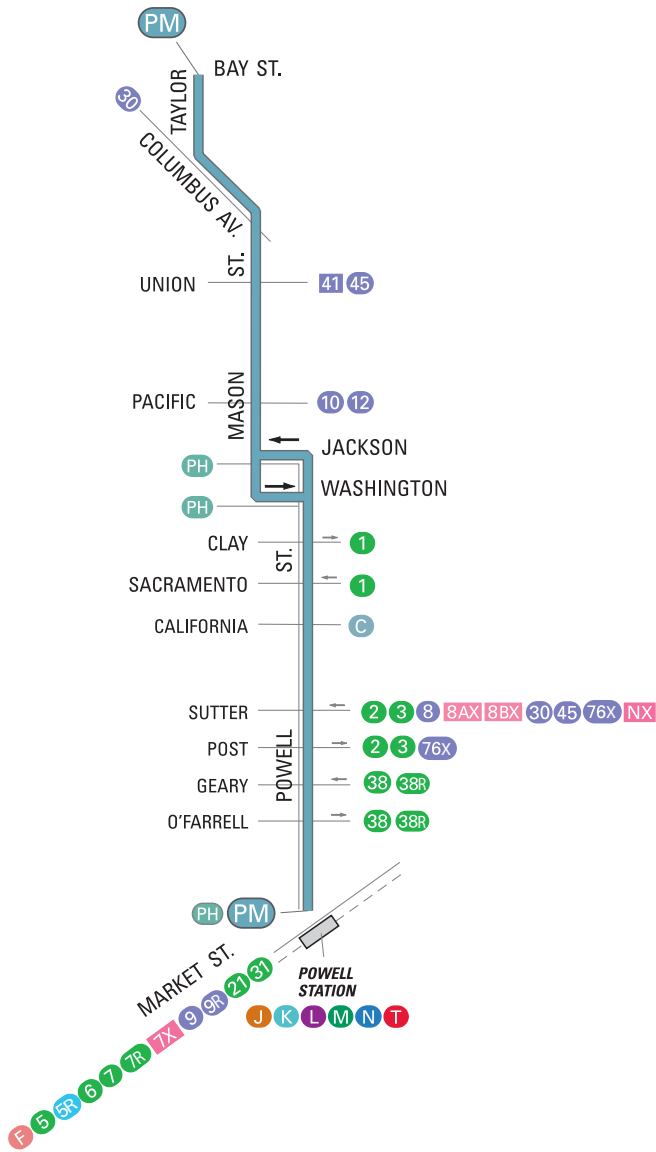 PM
BAY ST.
TAYLOR
30
COLUMBUS AV.
ST.
UNION 41 45
MASON
PACIFIC 10 12
JACKSON
PH
WASHINGTON
PH
CLAY 1
ST.
SACRAMENTO 1
CALIFORNIA C
SUTTER 2 3 8 8AX 8BX 30 45 76X NX
POST 2 3 76X
POWELL
GEARY 38 38R
O'FARRELL 38 38R
PH PM
MARKET ST.
POWELL
STATION
J K L M N T
F 5 5R 6 7 7R 7X 9 9R 21 31